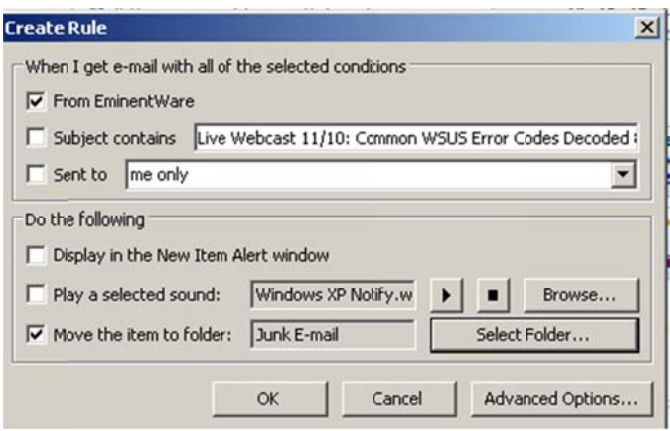 Create Rule
When I get e-mail with all of the selected conditions
From EminentWare
Subject contains Live Webcast 11/10: Common WSUS Error Codes Decoded
Sent to me only
Do the following
Display in the New Item Alert window
Play a selected sound: Windows XP Notify.w Browse...
Move the item to folder: Junk E-mail Select Folder...
OK Cancel Advanced Options...